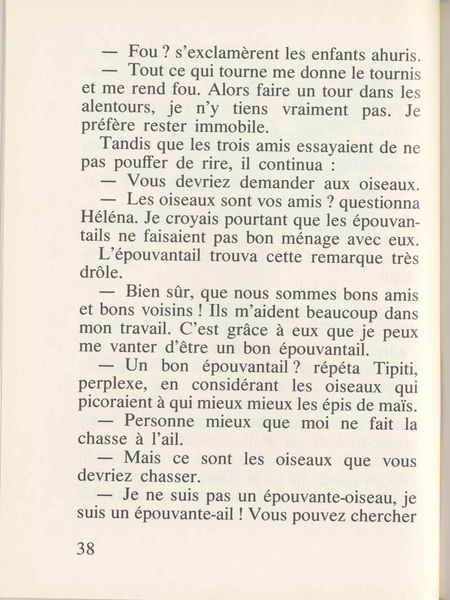 — Fou ? s'exclamèrent les enfants ahuris.
— Tout ce qui tourne me donne le tournis
et me rend fou. Alors faire un tour dans les
alentours, je n'y tiens vraiment pas. Je
préfère rester immobile.
Tandis que les trois amis essayaient de ne
pas pouffer de rire, il continua :
— Vous devriez demander aux oiseaux.
— Les oiseaux sont vos amis ? questionna
Héléna. Je croyais pourtant que les épouvan-
tails ne faisaient pas bon ménage avec eux.
L'épouvantail trouva cette remarque très
drôle.
— Bien sûr, que nous sommes bons amis
et bons voisins ! Ils m'aident beaucoup dans
mon travail. C'est grâce à eux que je peux
me vanter d'être un bon épouvantail.
— Un bon épouvantail ? répéta Tipiti,
perplexe, en considérant les oiseaux qui
picoraient à qui mieux mieux les épis de maïs.
— Personne mieux que moi ne fait la
chasse à l'ail.
— Mais ce sont les oiseaux que vous
devriez chasser.
— Je ne suis pas un épouvante-oiseau, je
suis un épouvante-ail ! Vous pouvez chercher
38